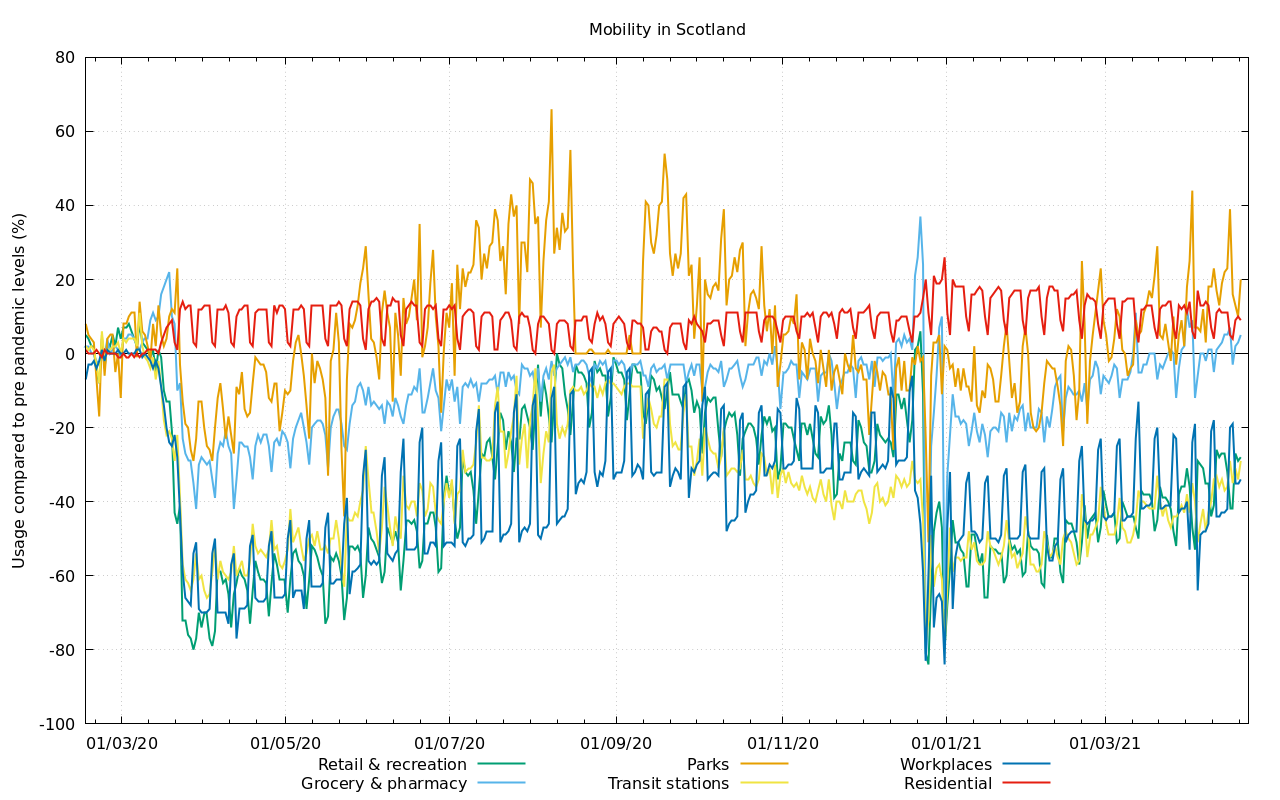 Mobility in Scotland
Usage compared to pre pandemic levels (%)
80
60
40
20
0
-20
-40
-60
-80
-100
01/03/20 01/05/20 01/07/20 01/09/20 01/11/20 01/01/21 01/03/21
Retail & recreation Parks Workplaces
Grocery & pharmacy Transit stations Residential